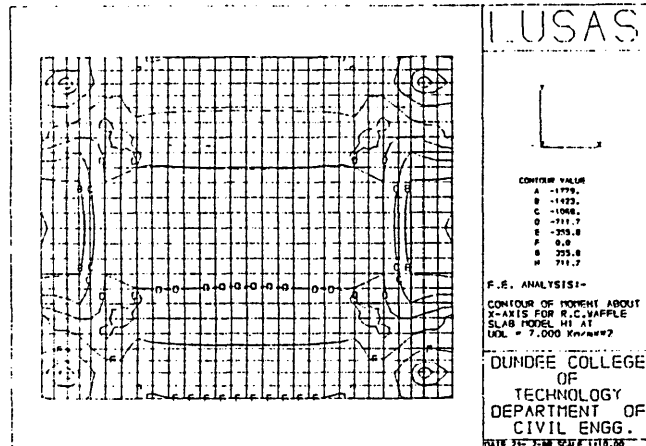 LUSAS
Y
X
CONTOUR VALUE
A -1779.
B -1423.
C -1068.
D -711.7
E -355.8
F 0.0
G 355.8
H 711.7
F.E. ANALYSIS:-
CONTOUR OF MOMENT ABOUT
X-AXIS FOR R.C.WAFFLE
SLAB MODEL H1 AT
UDL = 7.000
DUNDEE COLLEGE
OF
TECHNOLOGY
DEPARTMENT OF
CIVIL ENGG.
DATE SCALE